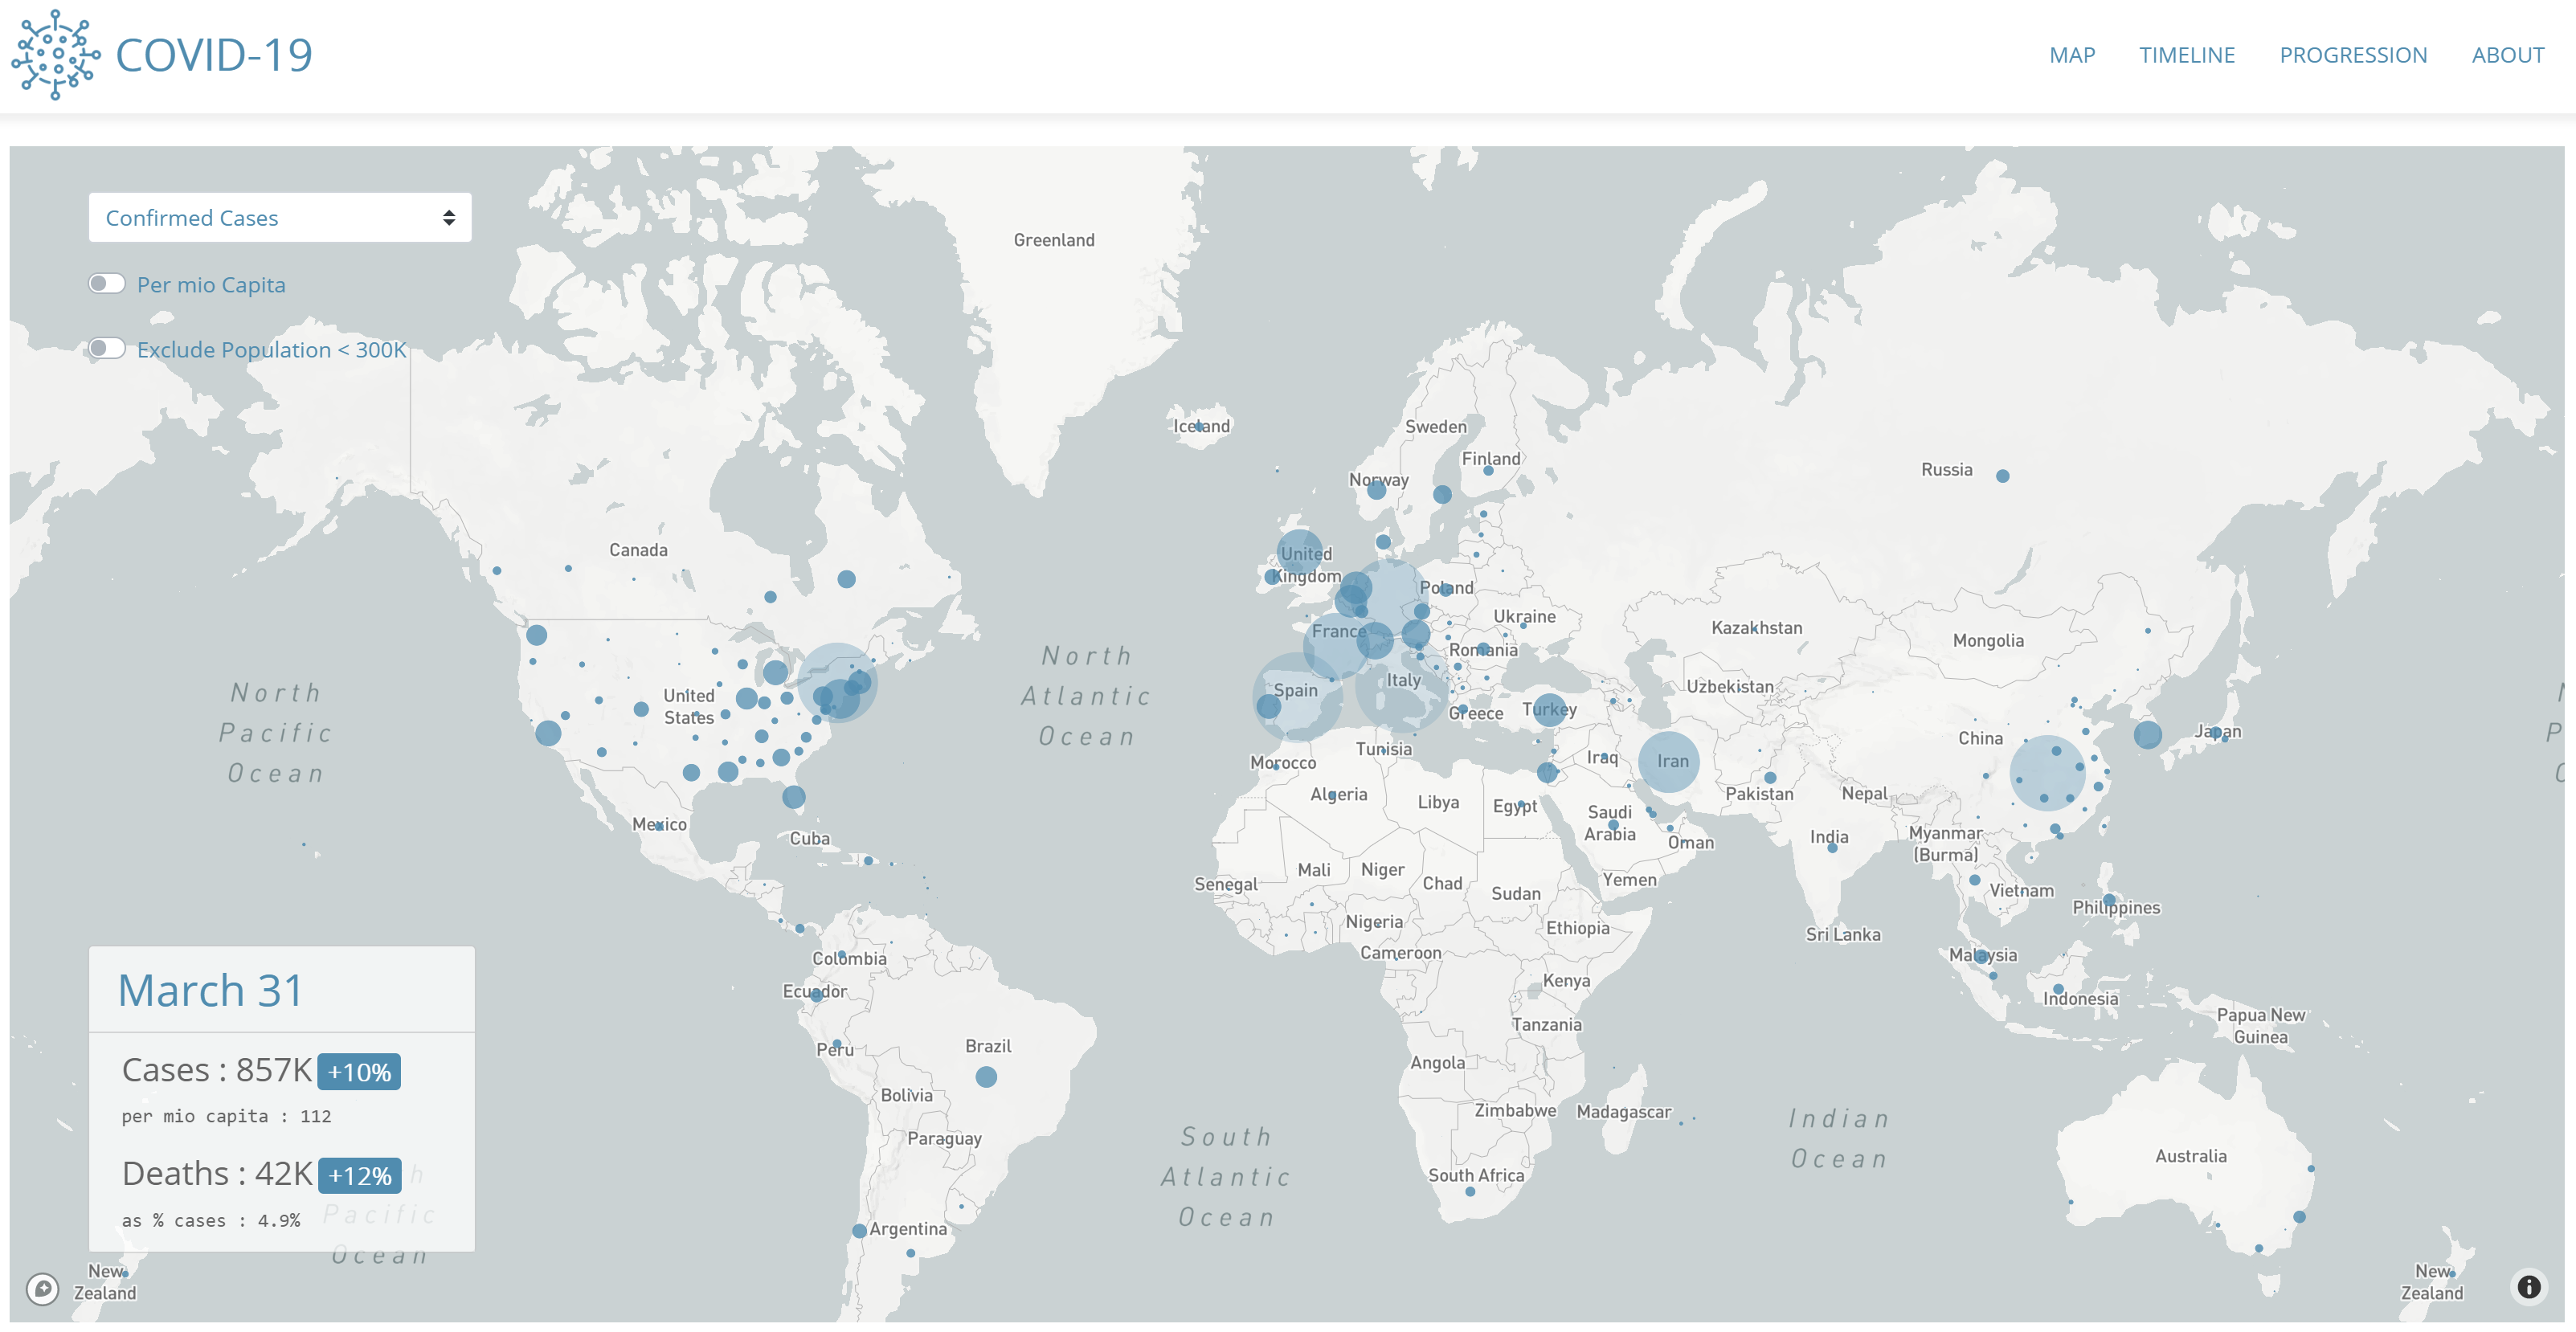 COVID-19
MAP
TIMELINE
PROGRESSION
ABOUT
Confirmed Cases
Per mio Capita
Exclude Population < 300K
Greenland
Iceland
Sweden
Finland
Norway
Russia
Canada
United
Kingdom
Poland
Ukraine
France
Romania
Kazakhstan
Mongolia
North
Atlantic
Ocean
North
Pacific
Ocean
United
States
Spain
Italy
Uzbekistan
Greece
Turkey
Japan
China
Tunisia
Morocco
Iraq
Iran
Pakistan
Nepal
Algeria
Libya
Egypt
Saudi
Arabia
Oman
Mexico
Cuba
India
Myanmar
(Burma)
Mali
Niger
Chad
Sudan
Yemen
Senegal
Vietnam
Philippines
Nigeria
Ethiopia
Sri Lanka
Cameroon
Colombia
Malaysia
Kenya
Ecuador
Indonesia
Papua New
Guinea
Tanzania
Peru
Brazil
Angola
Bolivia
Zimbabwe
Madagascar
Indian
Ocean
South
Atlantic
Ocean
Paraguay
Australia
South Africa
Argentina
March 31
Cases : 857K +10%
per mio capita : 112
Deaths : 42K +12%
as % cases : 4.9%
Pacific
Ocean
New
Zealand
New
Zealand